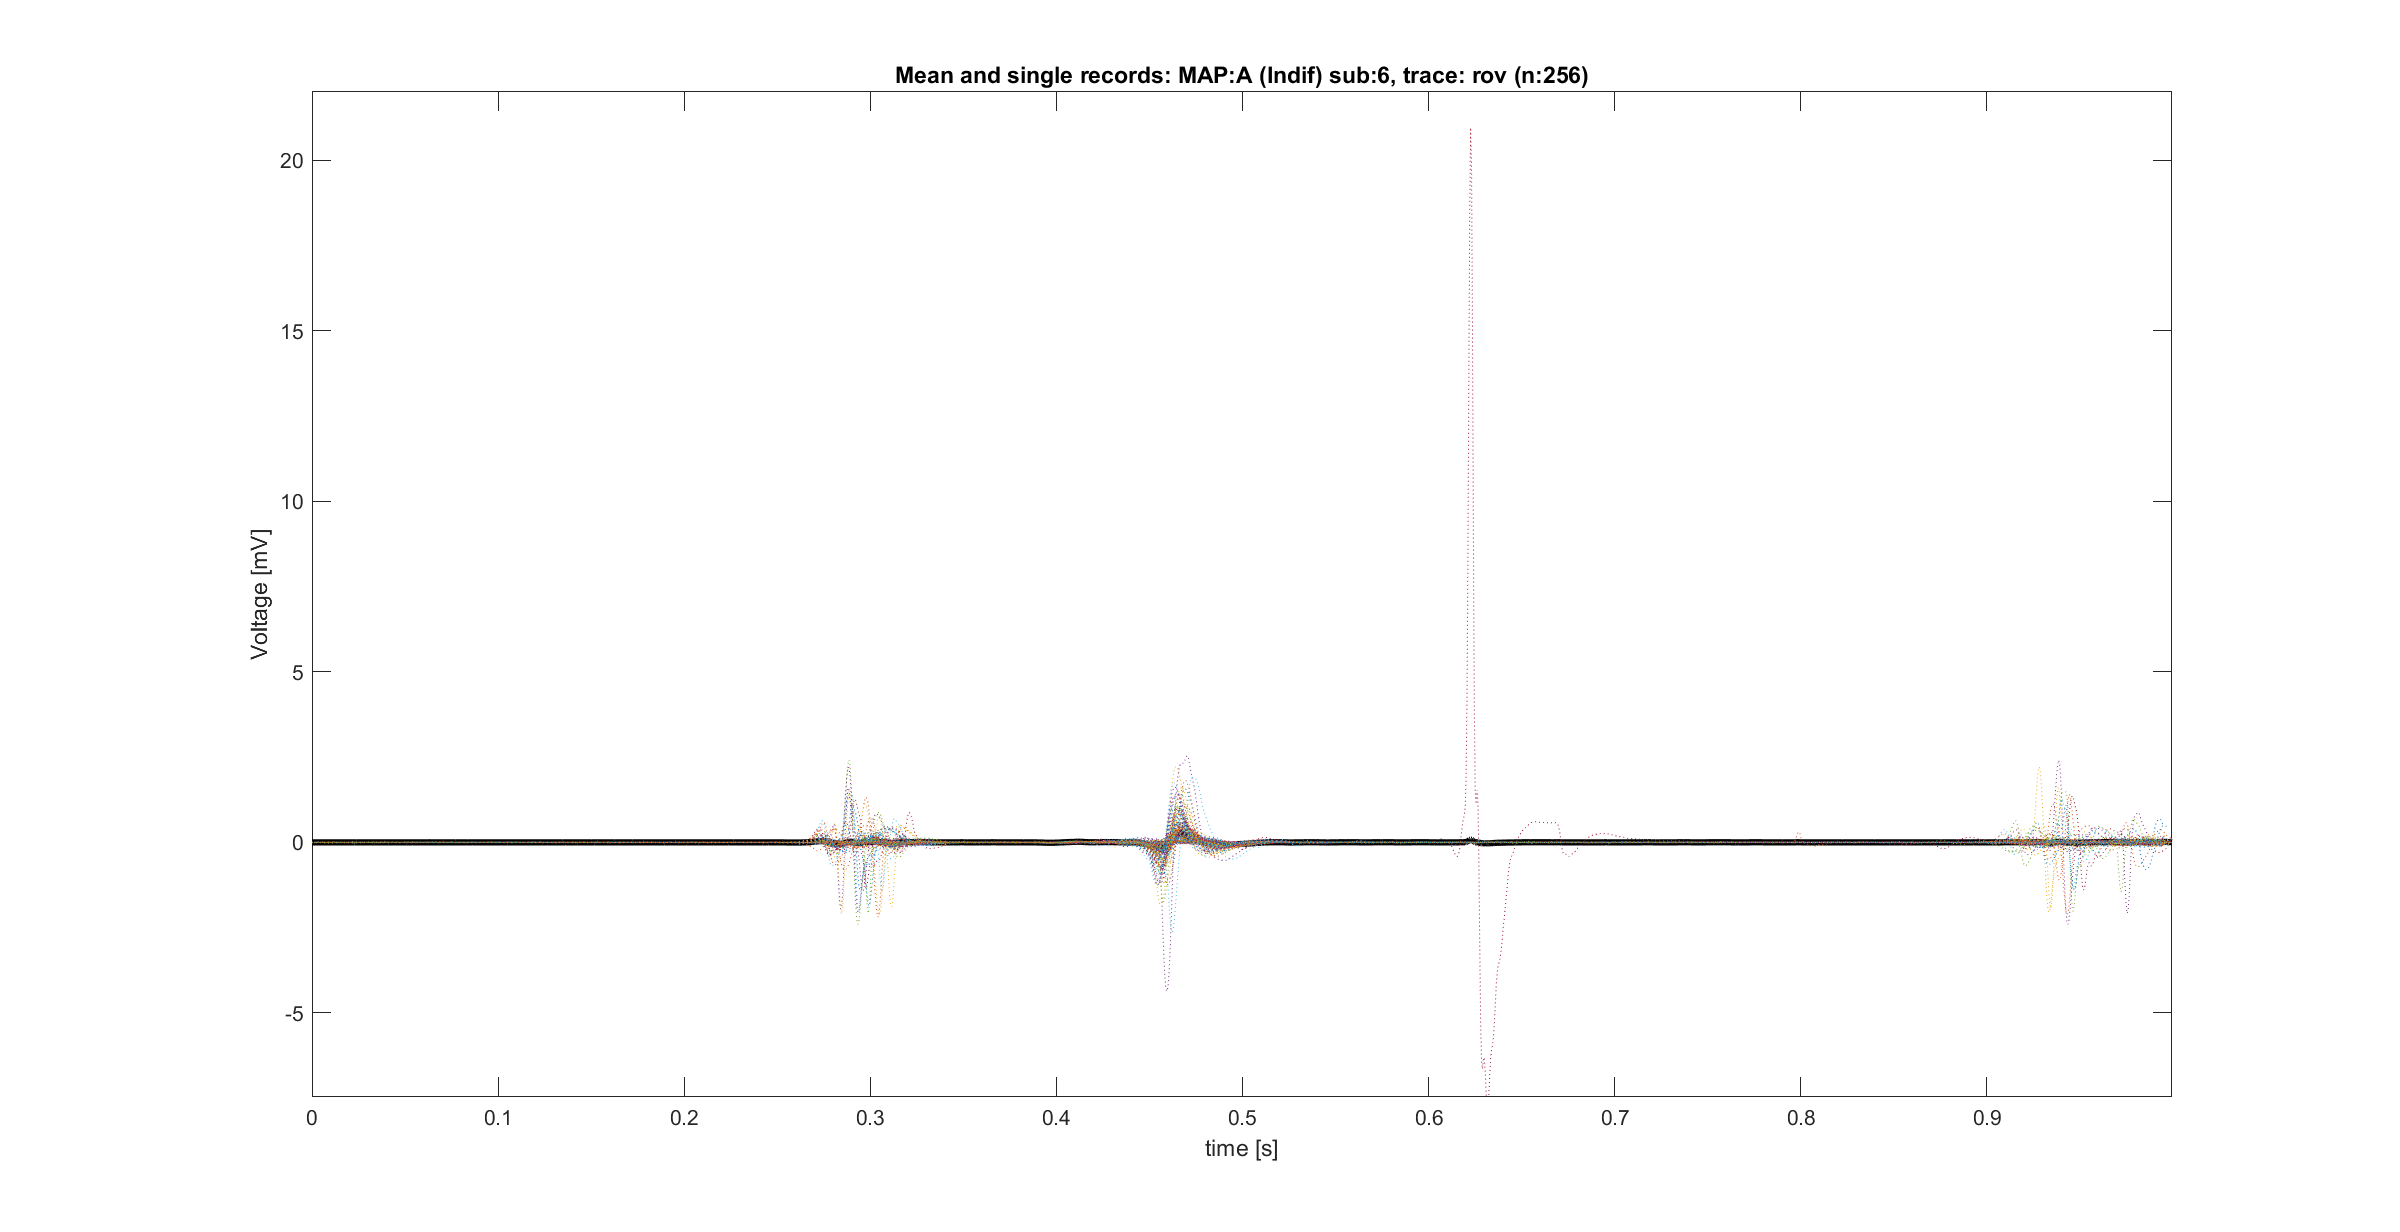 Mean and single records: MAP:A (Indif) sub:6, trace: rov (n:256)
20
15
10
5
0
-5
Voltage [mV]
0 0.1 0.2 0.3 0.4 0.5 0.6 0.7 0.8 0.9
time [s]